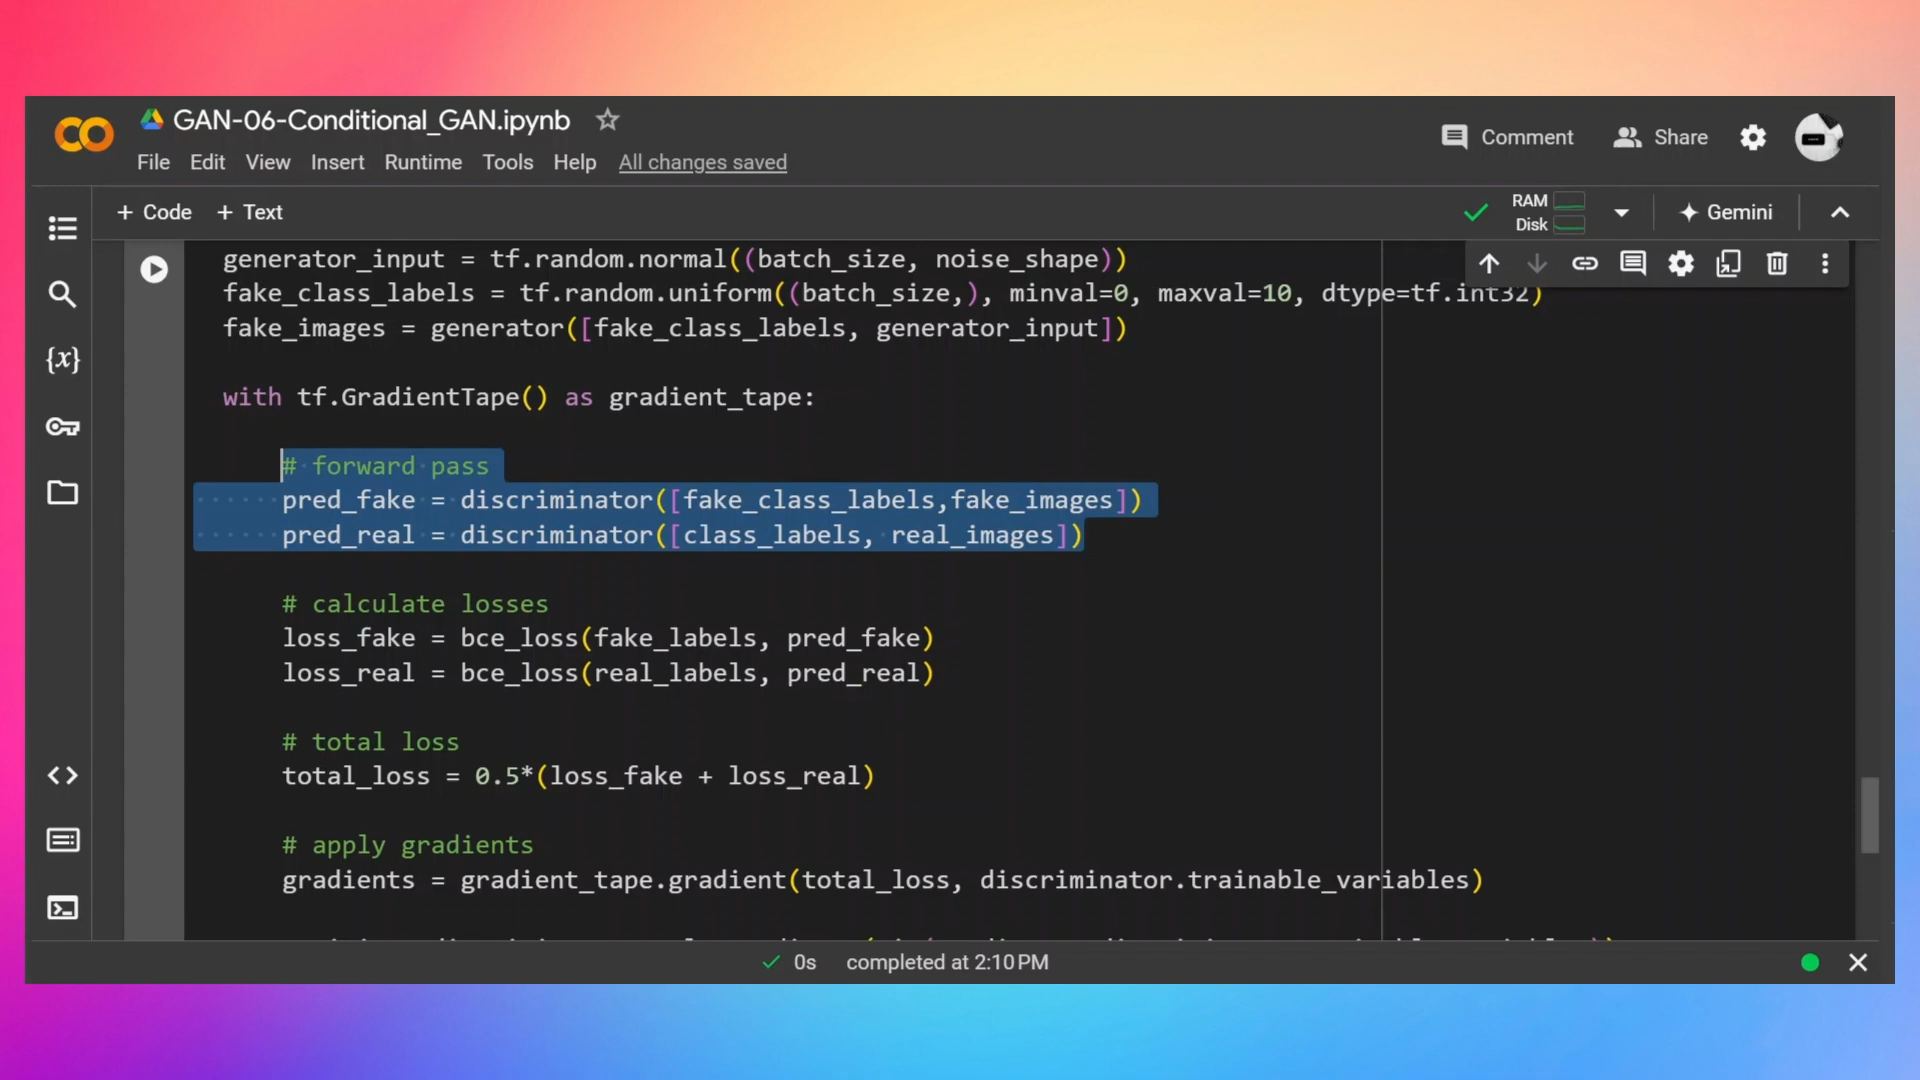 GAN-06-Conditional_GAN.ipynb
File Edit View Insert Runtime Tools Help All changes saved
Comment Share
+ Code + Text
RAM
Disk
Gemini
generator_input = tf.random.normal((batch_size, noise_shape))
fake_class_labels = tf.random.uniform((batch_size,), minval=0, maxval=10, dtype=tf.int32)
fake_images = generator([fake_class_labels, generator_input])
with tf.GradientTape() as gradient_tape:
# forward pass
pred_fake = discriminator([fake_class_labels,fake_images])
pred_real = discriminator([class_labels, real_images])
# calculate losses
loss_fake = bce_loss(fake_labels, pred_fake)
loss_real = bce_loss(real_labels, pred_real)
# total loss
total_loss = 0.5*(loss_fake + loss_real)
# apply gradients
gradients = gradient_tape.gradient(total_loss, discriminator.trainable_variables)
0s completed at 2:10 PM